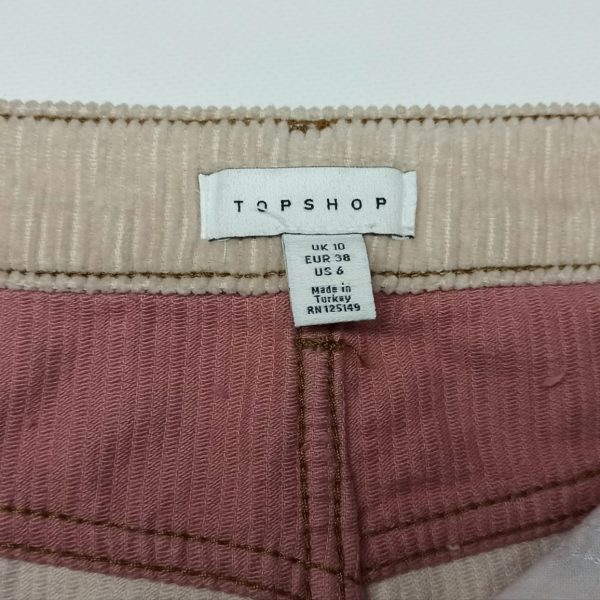 TOPSHOP
UK 10
EUR 38
US 6
Made in
Turkey
RN 125149